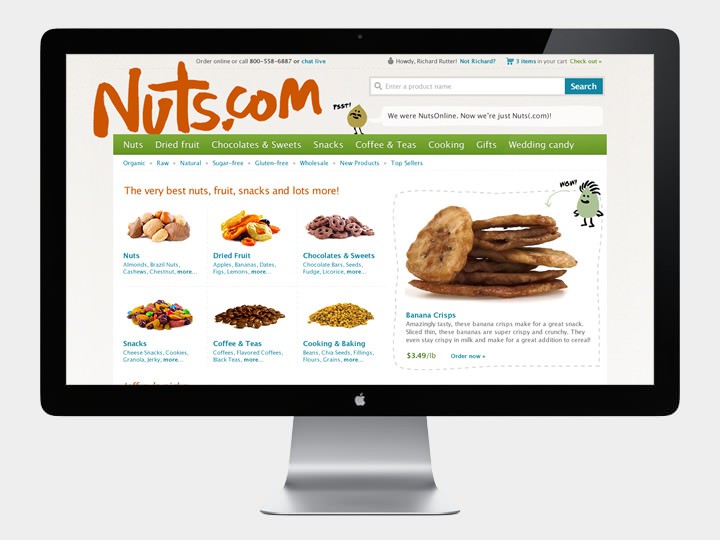 Order online or call 800-558-6887 or chat live
Howdy, Richard Rutter! Not Richard?
3 items in your cart Check out »
Nuts.com
Enter a product name
Search
PSST!
We were NutsOnline. Now we're just Nuts(.com)!
Nuts Dried fruit Chocolates & Sweets Snacks Coffee & Teas Cooking Gifts Wedding candy
Organic • Raw • Natural • Sugar-free • Gluten-free • Wholesale • New Products • Top Sellers
The very best nuts, fruit, snacks and lots more!
WOW!
Nuts
Almonds, Brazil Nuts,
Cashews, Chestnut, more...
Dried Fruit
Apples, Bananas, Dates,
Figs, Lemons, more...
Chocolates & Sweets
Chocolate Bars, Seeds,
Fudge, Licorice, more...
Snacks
Cheese Snacks, Cookies,
Granola, Jerky, more...
Coffee & Teas
Coffees, Flavored Coffees,
Black Teas, more...
Cooking & Baking
Beans, Chia Seeds, Fillings,
Flours, Grains, more...
Banana Crisps
Amazingly tasty, these banana crisps make for a great snack.
Sliced thin, these bananas are super crispy and crunchy. They
even stay crispy in milk and make for a great addition to cereal!
$3.49/lb Order now »